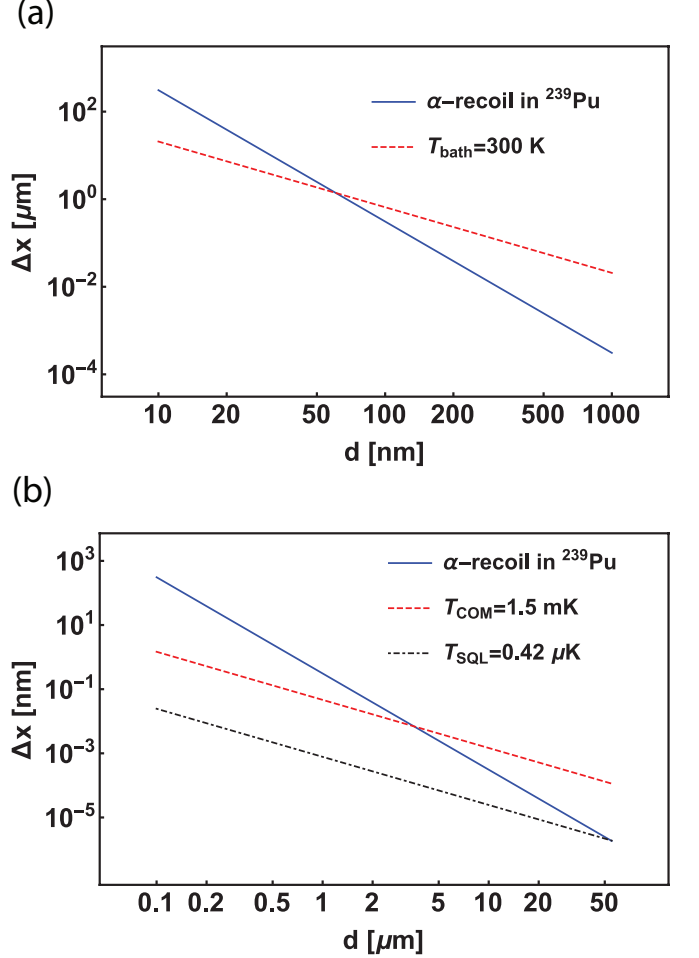 (a)
α–recoil in ²³⁹Pu
T_bath=300 K
Δx [μm]
10²
10⁰
10⁻²
10⁻⁴
10 20 50 100 200 500 1000
d [nm]
(b)
α–recoil in ²³⁹Pu
T_COM=1.5 mK
T_SQL=0.42 μK
Δx [nm]
10³
10¹
10⁻¹
10⁻³
10⁻⁵
0.1 0.2 0.5 1 2 5 10 20 50
d [μm]